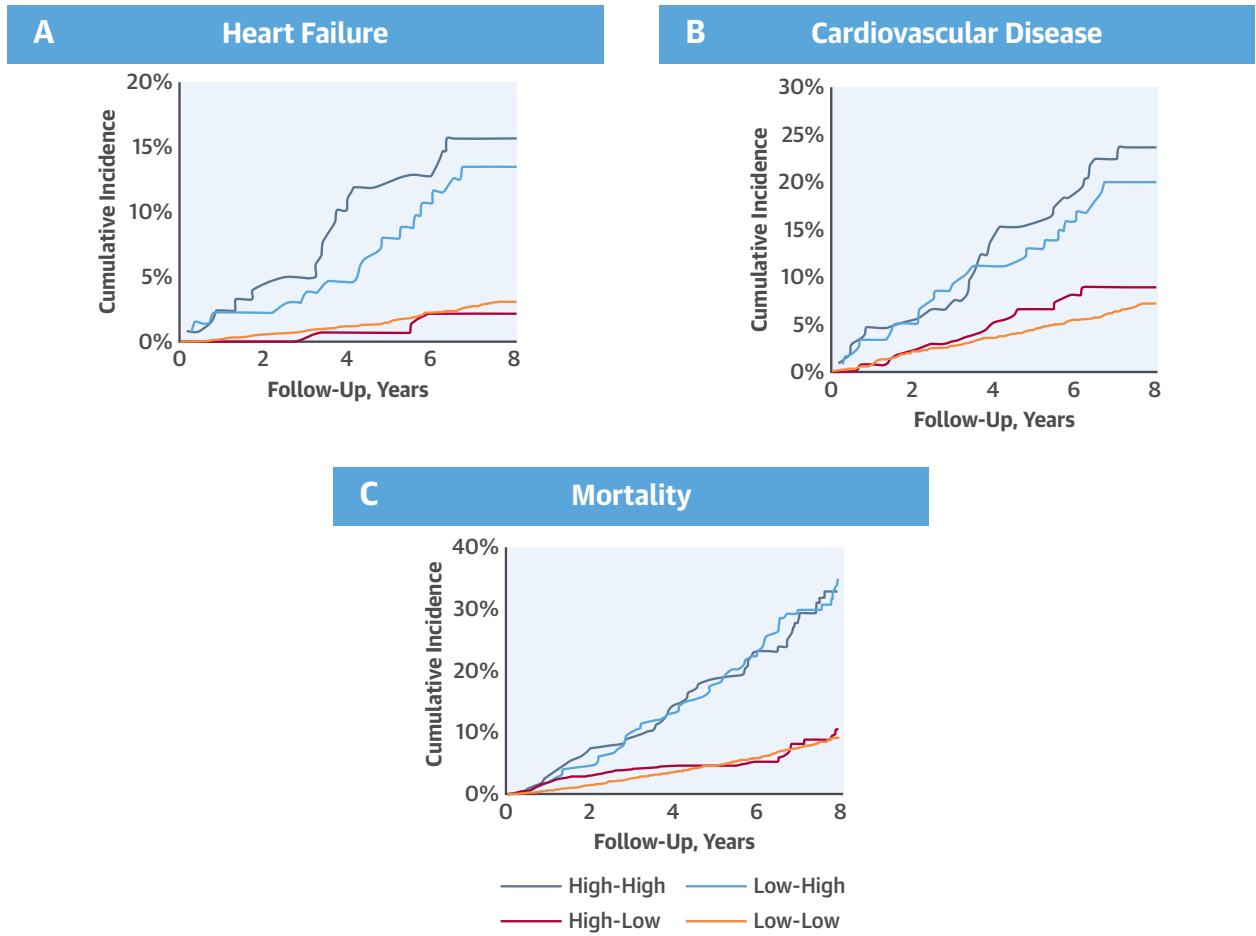 A Heart Failure
20%
15%
10%
5%
0%
Cumulative Incidence
0 2 4 6 8
Follow-Up, Years
B Cardiovascular Disease
30%
25%
20%
15%
10%
5%
0%
Cumulative Incidence
0 2 4 6 8
Follow-Up, Years
C Mortality
40%
30%
20%
10%
0%
Cumulative Incidence
0 2 4 6 8
Follow-Up, Years
High-High Low-High
High-Low Low-Low